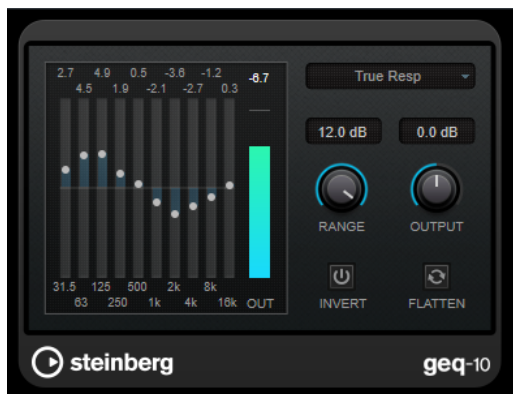 2.7 4.9 0.5 -3.6 -1.2
4.5 1.9 -2.1 -2.7 0.3
-6.7
True Resp
12.0 dB 0.0 dB
RANGE OUTPUT
31.5 125 500 2k 8k
63 250 1k 4k 16k OUT
INVERT FLATTEN
steinberg geq-10